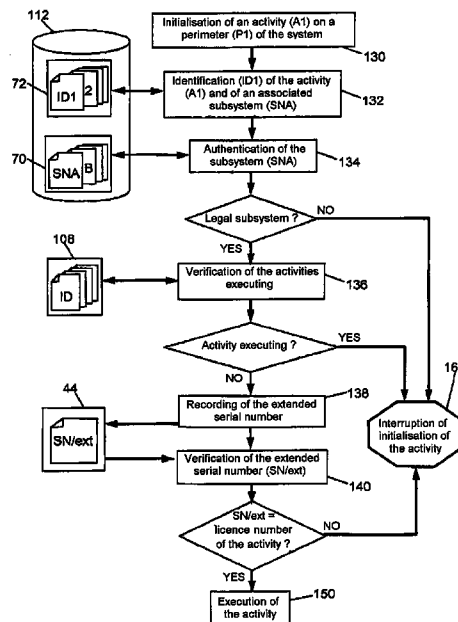 112
Initialisation of an activity (A1) on a
perimeter (P1) of the system
130
72
ID1 2
Identification (ID1) of the activity
(A1) and of an associated
subsystem (SNA)
132
70
SNA B
Authentication of the
subsystem (SNA)
134
Legal subsystem ?
NO
YES
108
ID
Verification of the activities
executing
136
Activity executing ?
YES
NO
44
SN/ext
Recording of the extended
serial number
138
16
Interruption of
initialisation of
the activity
Verification of the extended
serial number (SN/ext)
140
SN/ext =
licence number
of the activity ?
NO
YES
Execution of
the activity
150